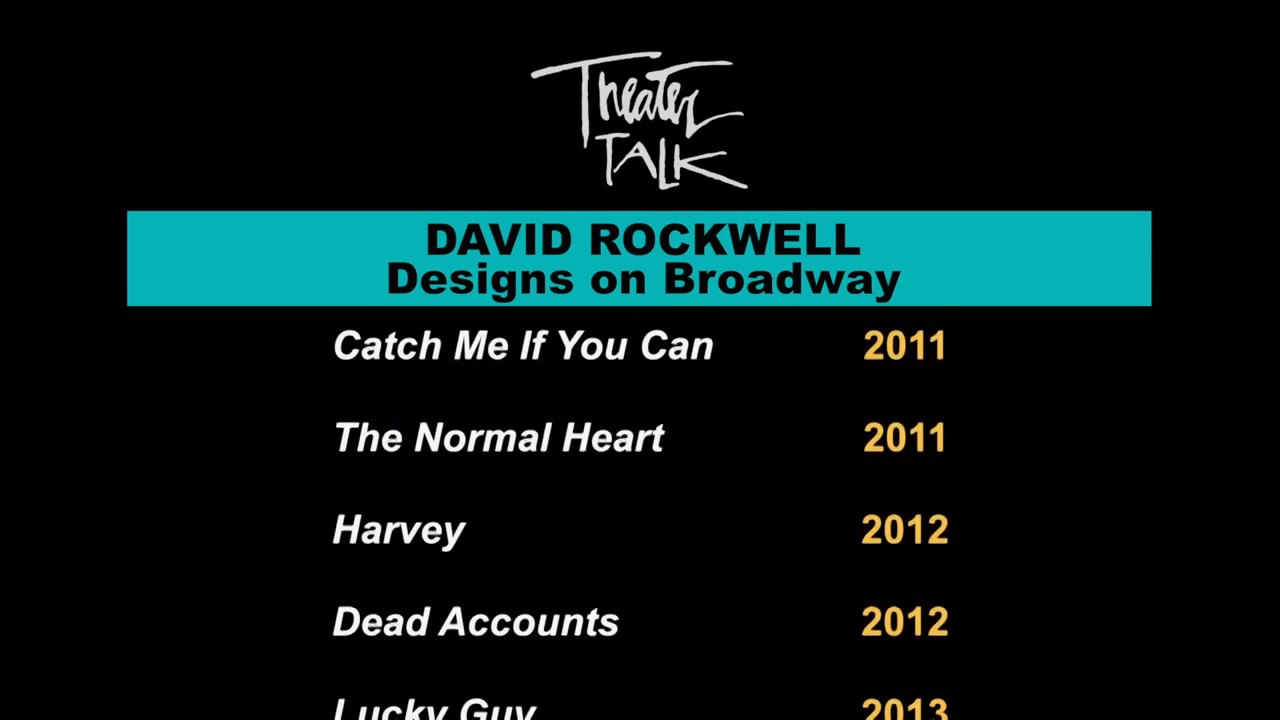 Theater
TALK
DAVID ROCKWELL
Designs on Broadway
Catch Me If You Can 2011
The Normal Heart 2011
Harvey 2012
Dead Accounts 2012
Lucky Guy 2013